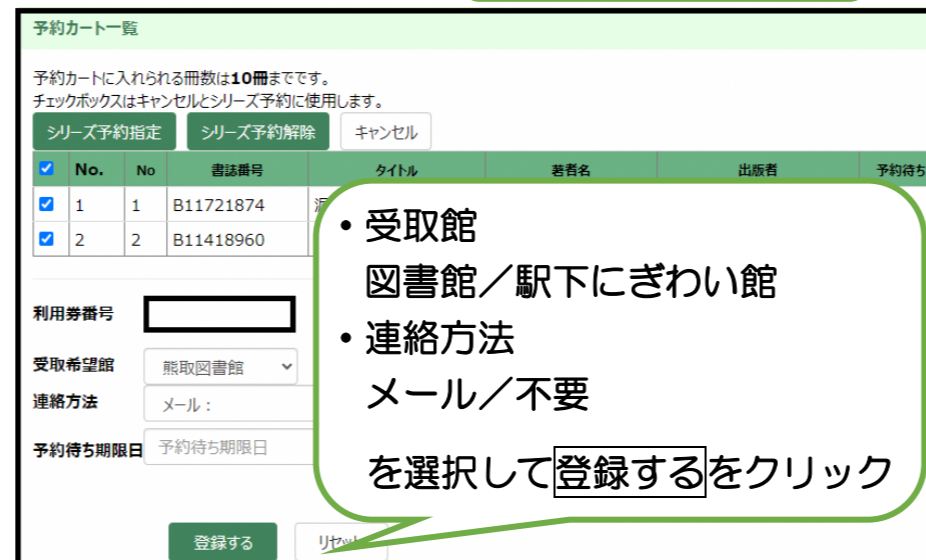 予約カート一覧
予約カートに入れられる冊数は10冊までです。
チェックボックスはキャンセルとシリーズ予約に使用します。
シリーズ予約指定 シリーズ予約解除 キャンセル
No. No 書誌番号 タイトル 著者名 出版者 予約待ち
1 1 B11721874
2 2 B11418960
利用券番号
受取希望館 熊取図書館
連絡方法 メール：
予約待ち期限日 予約待ち期限日
登録する リセット
・受取館
図書館／駅下にぎわい館
・連絡方法
メール／不要
を選択して登録するをクリック